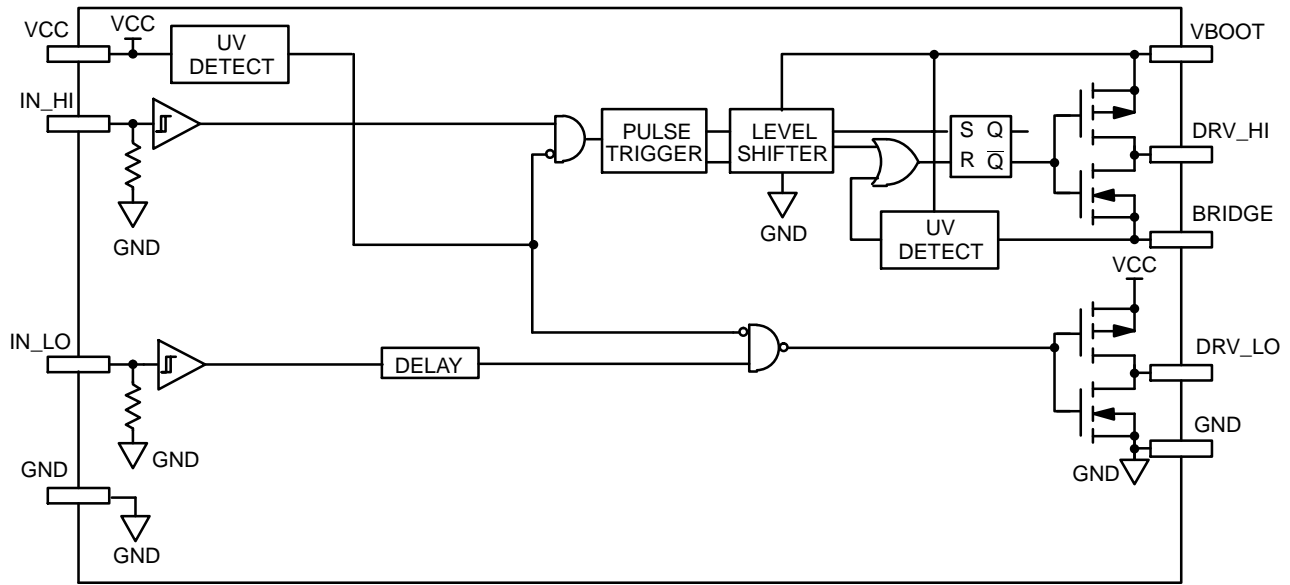 VCC
VCC
UV
DETECT
VBOOT
IN_HI
PULSE
TRIGGER
LEVEL
SHIFTER
S Q
R Q̅
DRV_HI
GND
GND
UV
DETECT
BRIDGE
VCC
IN_LO
DELAY
DRV_LO
GND
GND
GND
GND
GND